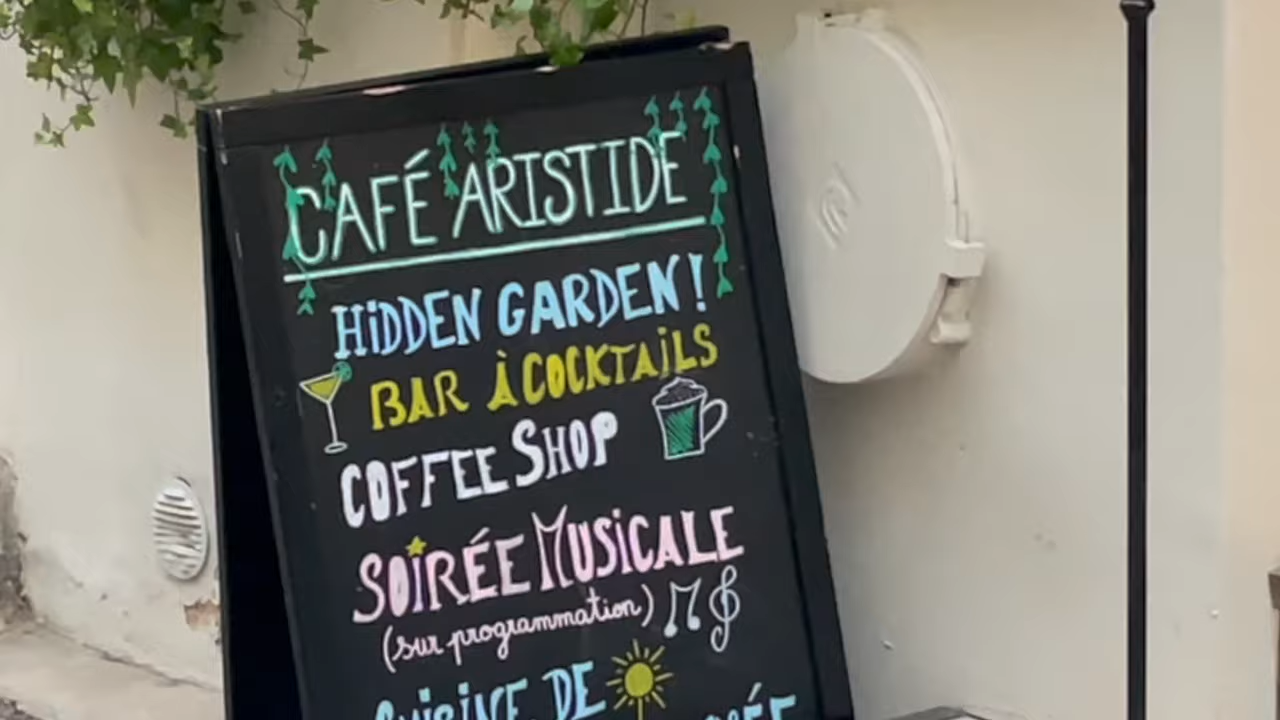 CAFÉ ARISTIDE
HiDDEN GARDEN!
BAR À COCKTAiLS
COFFEE SHOP
SOiRÉE MUSiCALE
(sur programmation)
CUiSiNE DE